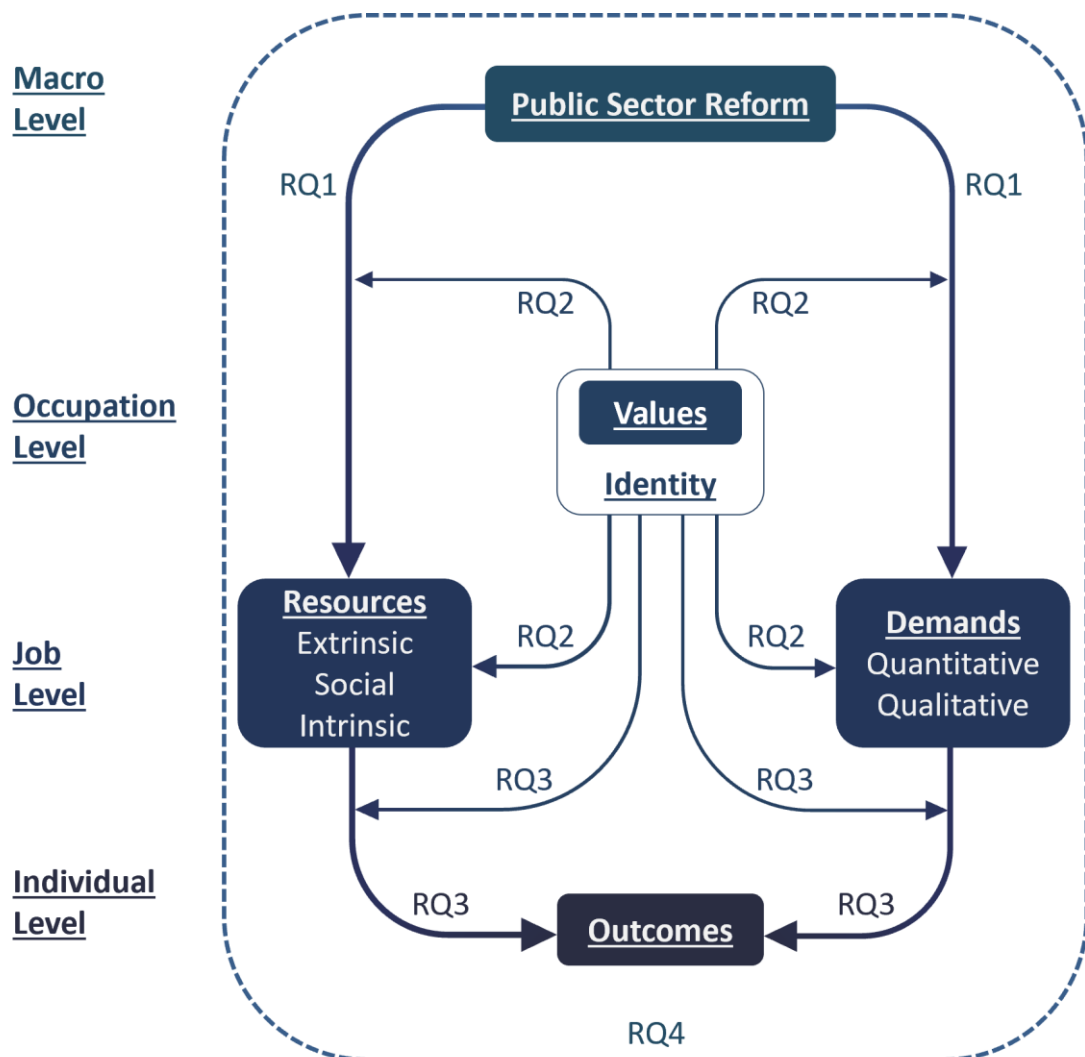 Macro
Level
Public Sector Reform
RQ1
RQ1
RQ2
RQ2
Occupation
Level
Values
Identity
Job
Level
Resources
Extrinsic
Social
Intrinsic
RQ2
RQ2
Demands
Quantitative
Qualitative
RQ3
RQ3
Individual
Level
RQ3
Outcomes
RQ3
RQ4